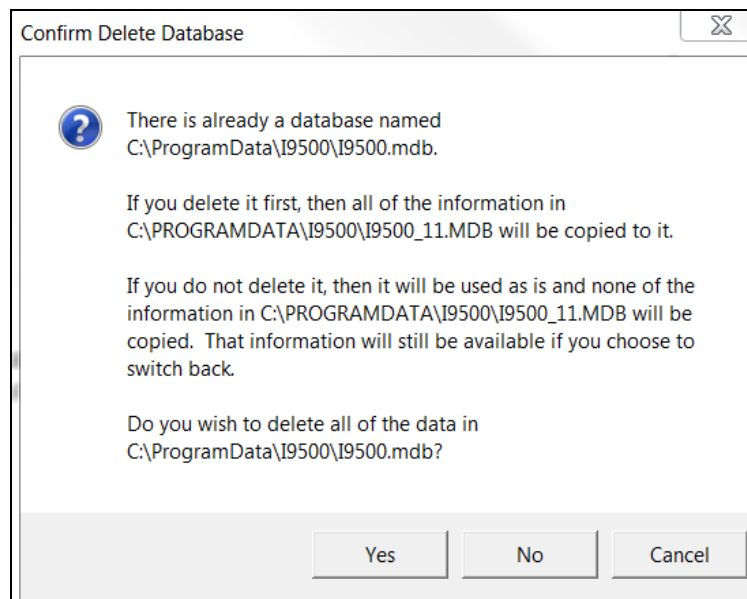 Confirm Delete Database
There is already a database named
C:\ProgramData\I9500\I9500.mdb.
If you delete it first, then all of the information in
C:\PROGRAMDATA\I9500\I9500_11.MDB will be copied to it.
If you do not delete it, then it will be used as is and none of the
information in C:\PROGRAMDATA\I9500\I9500_11.MDB will be
copied.  That information will still be available if you choose to
switch back.
Do you wish to delete all of the data in
C:\ProgramData\I9500\I9500.mdb?
Yes No Cancel